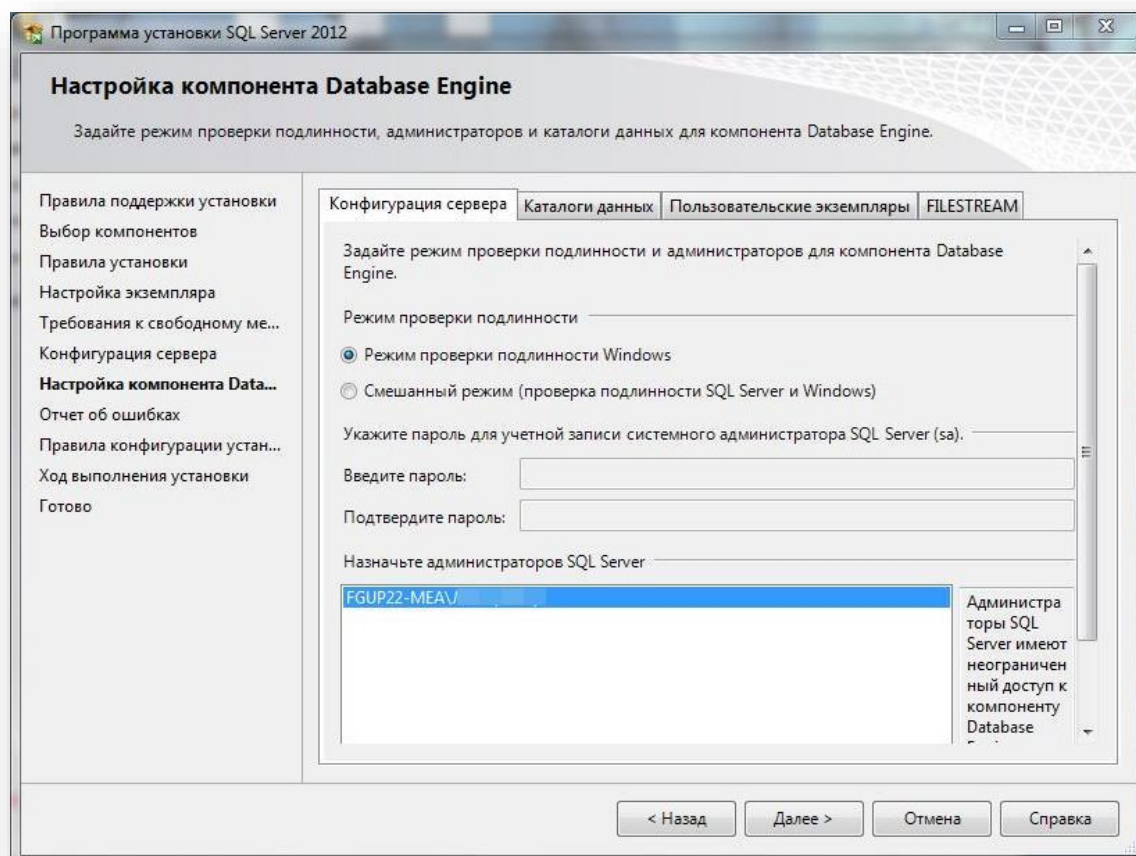 Программа установки SQL Server 2012
Настройка компонента Database Engine
Задайте режим проверки подлинности, администраторов и каталоги данных для компонента Database Engine.
Правила поддержки установки
Выбор компонентов
Правила установки
Настройка экземпляра
Требования к свободному ме...
Конфигурация сервера
Настройка компонента Data...
Отчет об ошибках
Правила конфигурации устан...
Ход выполнения установки
Готово
Конфигурация сервера Каталоги данных Пользовательские экземпляры FILESTREAM
Задайте режим проверки подлинности и администраторов для компонента Database
Engine.
Режим проверки подлинности
Режим проверки подлинности Windows
Смешанный режим (проверка подлинности SQL Server и Windows)
Укажите пароль для учетной записи системного администратора SQL Server (sa).
Введите пароль:
Подтвердите пароль:
Назначьте администраторов SQL Server
FGUP22-MEA\
Администра
торы SQL
Server имеют
неограничен
ный доступ к
компоненту
Database
< Назад Далее > Отмена Справка